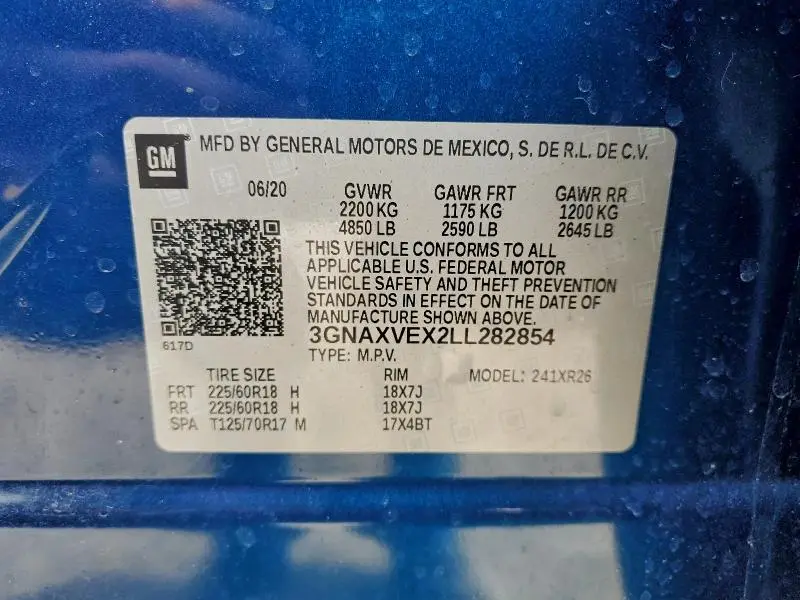 GM® MFD BY GENERAL MOTORS DE MEXICO, S. DE R.L. DE C.V.
06/20 GVWR GAWR FRT GAWR RR
2200 KG 1175 KG 1200 KG
4850 LB 2590 LB 2645 LB
THIS VEHICLE CONFORMS TO ALL
APPLICABLE U.S. FEDERAL MOTOR
VEHICLE SAFETY AND THEFT PREVENTION
STANDARDS IN EFFECT ON THE DATE OF
MANUFACTURE SHOWN ABOVE.
617D
3GNAXVEX2LL282854
TYPE: M.P.V.
TIRE SIZE RIM MODEL: 241XR26
FRT 225/60R18 H 18X7J
RR 225/60R18 H 18X7J
SPA T125/70R17 M 17X4BT